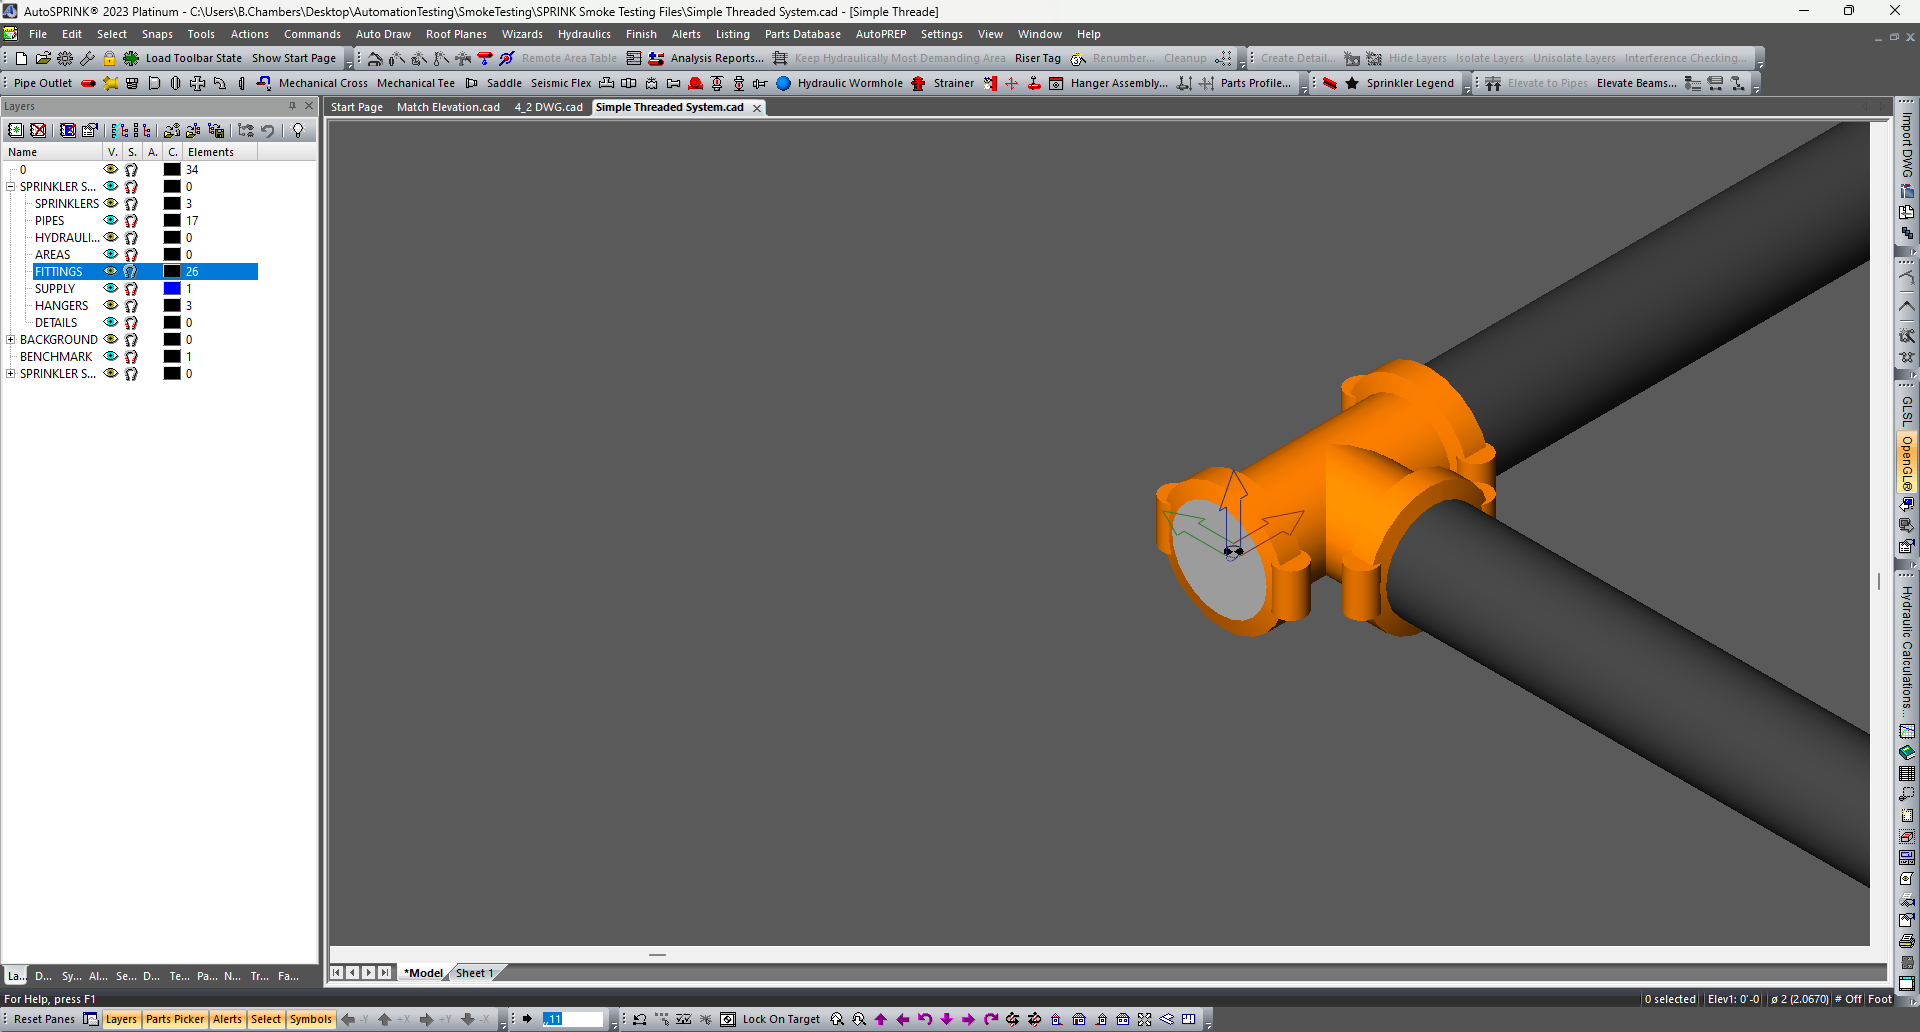 AutoSPRINK® 2023 Platinum - C:\Users\B.Chambers\Desktop\AutomationTesting\SmokeTesting\SPRINK Smoke Testing Files\Simple Threaded System.cad - [Simple Threade]
File Edit Select Snaps Tools Actions Commands Auto Draw Roof Planes Wizards Hydraulics Finish Alerts Listing Parts Database AutoPREP Settings View Window Help
Load Toolbar State Show Start Page Remote Area Table Analysis Reports... Keep Hydraulically Most Demanding Area Riser Tag Renumber... Cleanup Create Detail... Hide Layers Isolate Layers Unisolate Layers Interference Checking...
Pipe Outlet Mechanical Cross Mechanical Tee Saddle Seismic Flex Hydraulic Wormhole Strainer Hanger Assembly... Parts Profile... Sprinkler Legend Elevate to Pipes Elevate Beams...
Layers
Start Page Match Elevation.cad 4_2 DWG.cad Simple Threaded System.cad
Name V. S. A. C. Elements
0 34
SPRINKLER S... 0
SPRINKLERS 3
PIPES 17
HYDRAULI... 0
AREAS 0
FITTINGS 26
SUPPLY 1
HANGERS 3
DETAILS 0
BACKGROUND 0
BENCHMARK 1
SPRINKLER S... 0
Import DWG
GLSL
OpenGL®
Hydraulic Calculations...
La... D... Sy... Al... Se... D... Te... Pa... N... Tr... Fa...
*Model Sheet 1
For Help, press F1
0 selected Elev1: 0'-0 ø 2 (2.0670) # Off Foot
Reset Panes Layers Parts Picker Alerts Select Symbols -Y +X +Y -X
Lock On Target